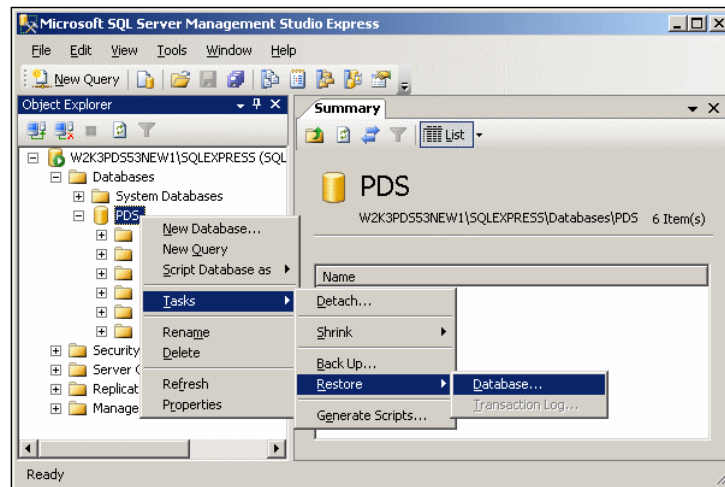 Microsoft SQL Server Management Studio Express
File Edit View Tools Window Help
New Query
Object Explorer
W2K3PDS53NEW1\SQLEXPRESS (SQL
Databases
System Databases
PDS
Security
Server
Replicat
Manage
New Database...
New Query
Script Database as
Tasks
Rename
Delete
Refresh
Properties
Detach...
Shrink
Back Up...
Restore
Generate Scripts...
Database...
Transaction Log...
Summary
List
PDS
W2K3PDS53NEW1\SQLEXPRESS\Databases\PDS 6 Item(s)
Name
Ready